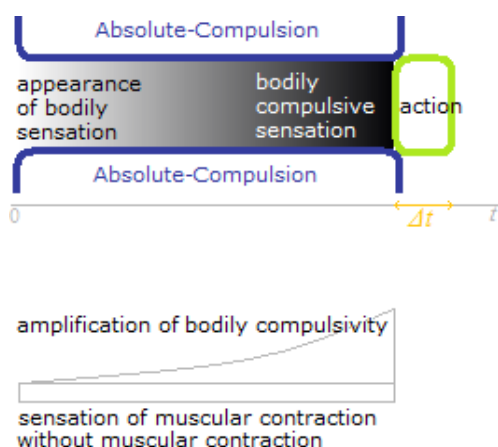 Absolute-Compulsion
appearance
of bodily
sensation
bodily
compulsive
sensation
action
Absolute-Compulsion
0
Δt
t
amplification of bodily compulsivity
sensation of muscular contraction
without muscular contraction